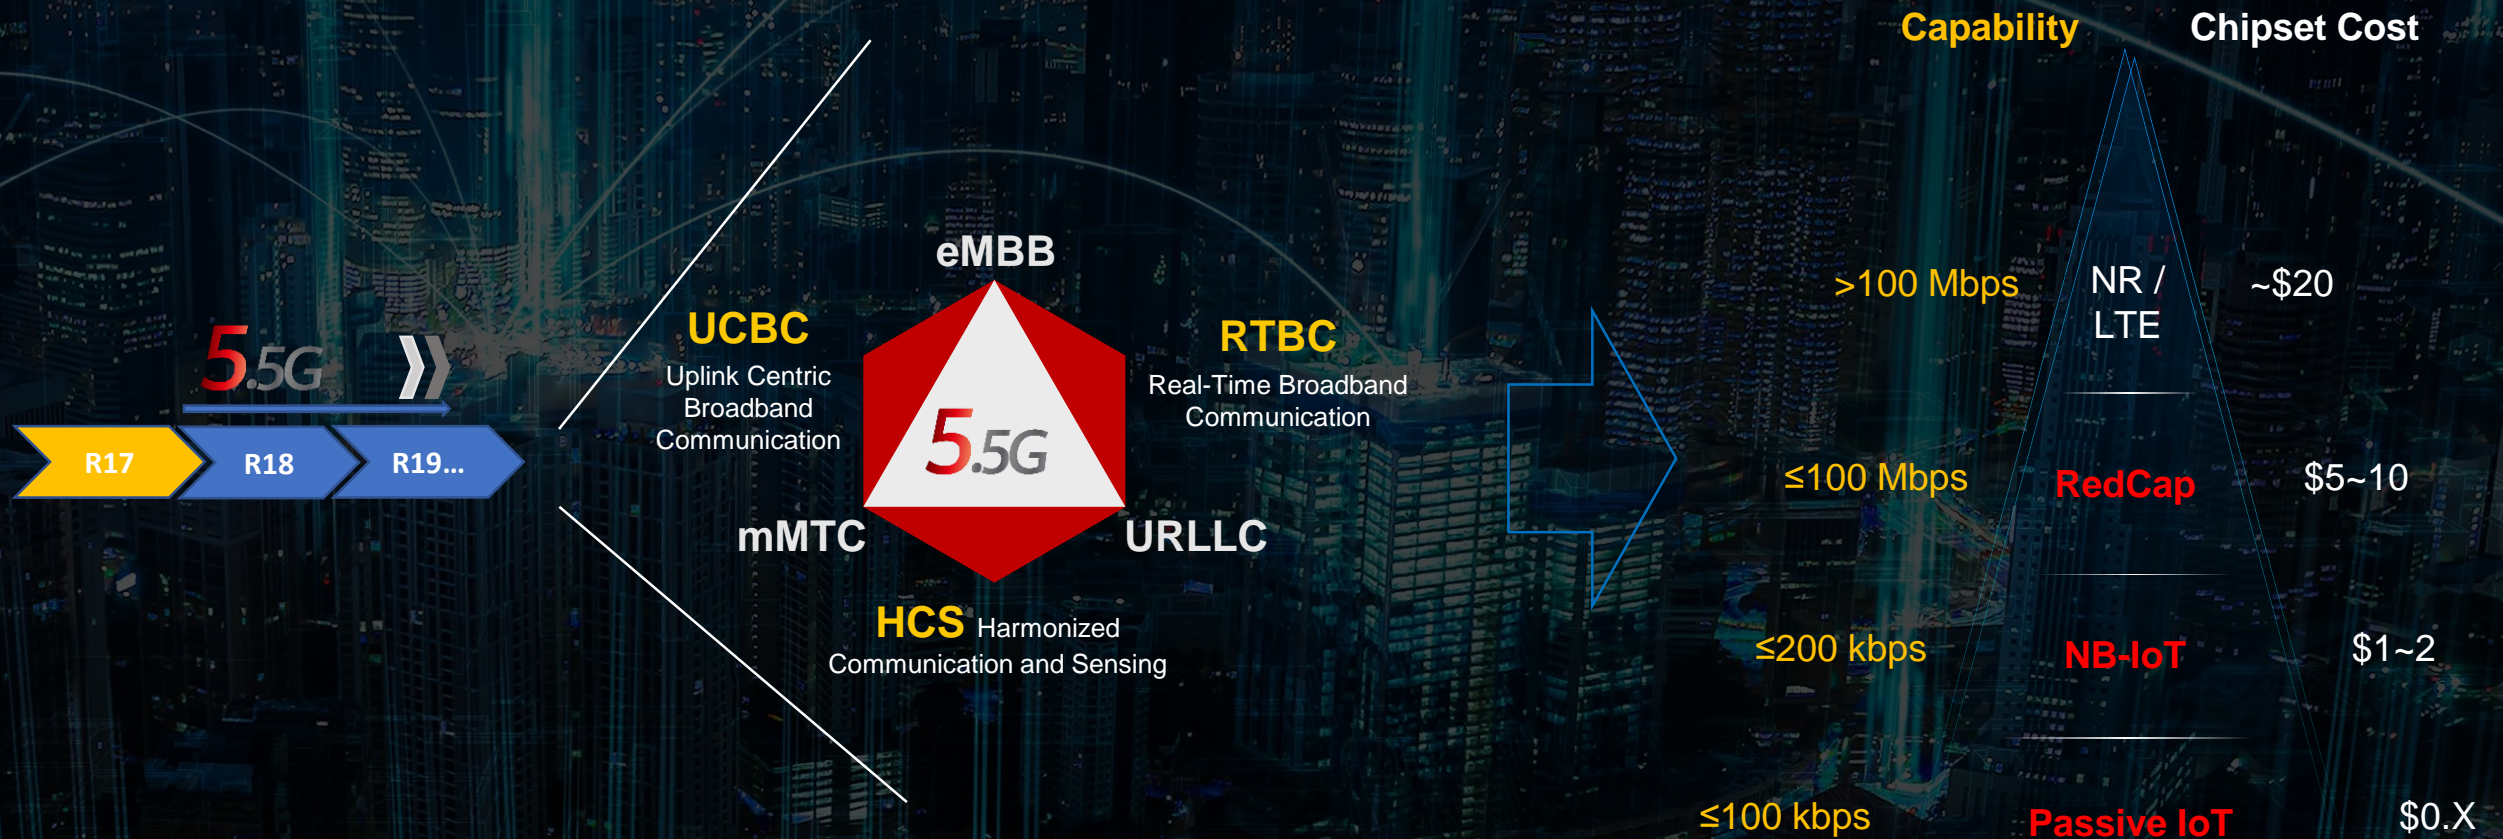 Capability
Chipset Cost
5.5G
R17
R18
R19...
eMBB
UCBC
Uplink Centric
Broadband
Communication
RTBC
Real-Time Broadband
Communication
5.5G
mMTC
URLLC
HCS Harmonized
Communication and Sensing
>100 Mbps
NR /
LTE
~$20
≤100 Mbps
RedCap
$5~10
≤200 kbps
NB-IoT
$1~2
≤100 kbps
Passive IoT
$0.X